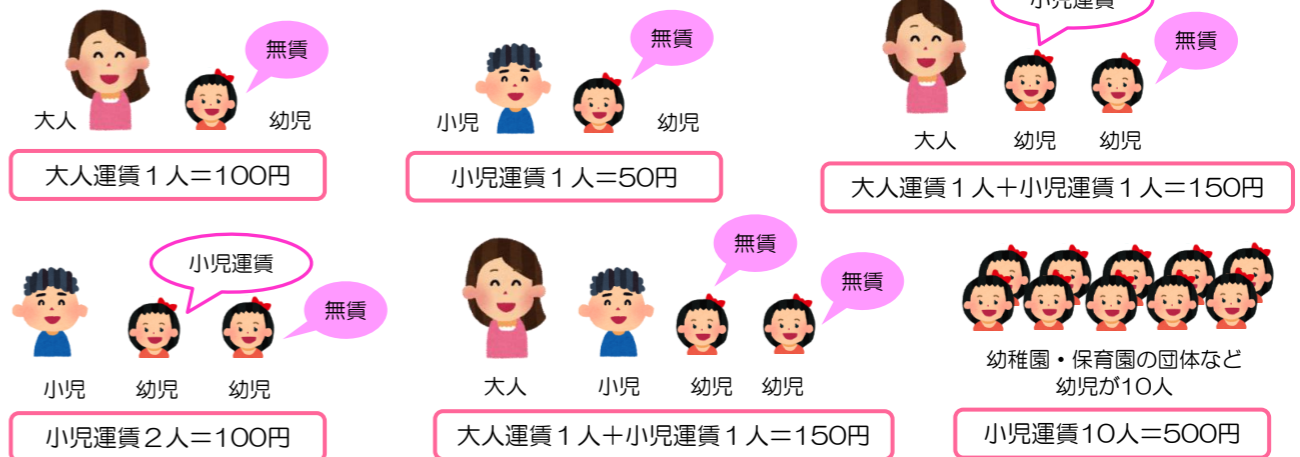 無賃
大人
幼児
大人運賃1人=100円
無賃
小児
幼児
小児運賃1人=50円
小児運賃
無賃
大人
幼児
幼児
大人運賃1人+小児運賃1人=150円
小児運賃
無賃
小児
幼児
幼児
小児運賃2人=100円
無賃
無賃
大人
小児
幼児
幼児
大人運賃1人+小児運賃1人=150円
幼稚園・保育園の団体など
幼児が10人
小児運賃10人=500円